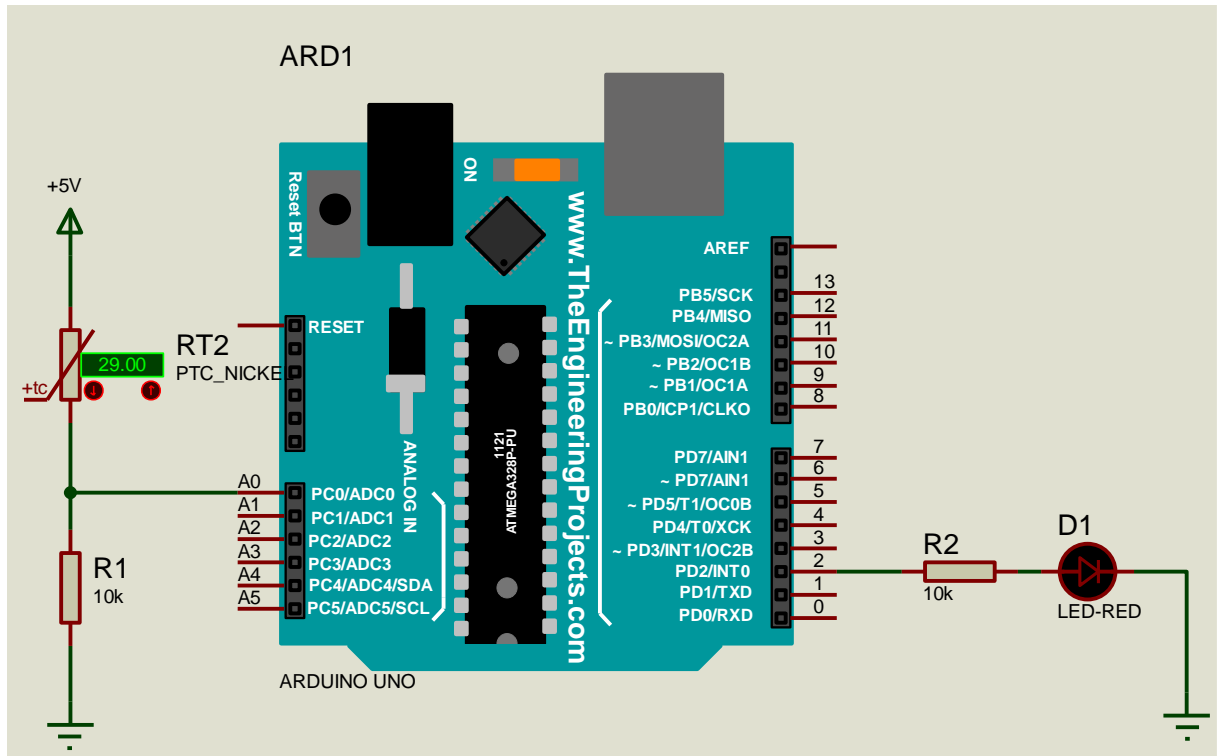 ARD1
+5V
Reset BTN
ON
www.TheEngineeringProjects.com
AREF
13
PB5/SCK
12
PB4/MISO
11
~ PB3/MOSI/OC2A
10
~ PB2/OC1B
9
~ PB1/OC1A
8
PB0/ICP1/CLKO
RESET
RT2
PTC_NICKEL
29.00
+tc
ANALOG IN
1121
ATMEGA328P-PU
7
PD7/AIN1
6
~ PD7/AIN1
5
~ PD5/T1/OC0B
4
PD4/T0/XCK
3
~ PD3/INT1/OC2B
2
PD2/INT0
1
PD1/TXD
0
PD0/RXD
A0
PC0/ADC0
A1
PC1/ADC1
A2
PC2/ADC2
A3
PC3/ADC3
A4
PC4/ADC4/SDA
A5
PC5/ADC5/SCL
R1
10k
R2
10k
D1
LED-RED
ARDUINO UNO